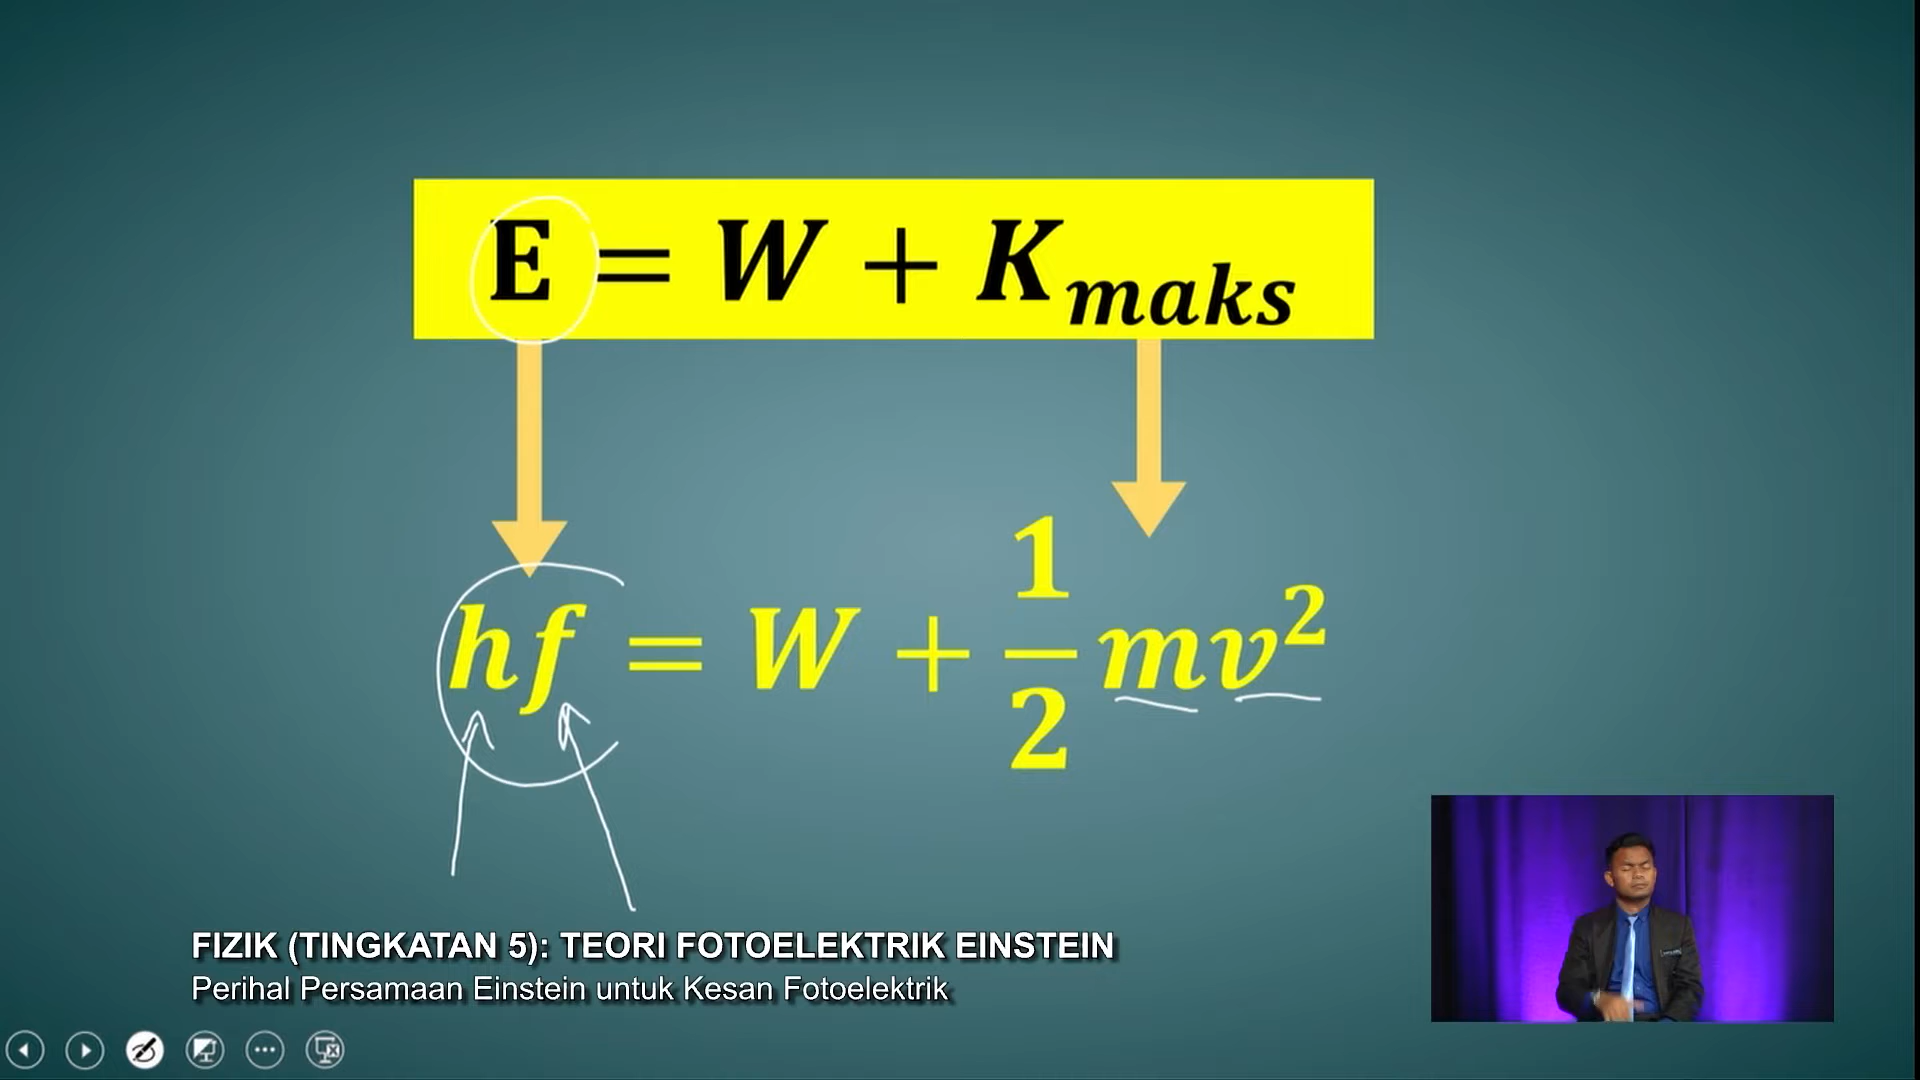 E = W + K_maks
hf = W + 1/2 mv²
FIZIK (TINGKATAN 5): TEORI FOTOELEKTRIK EINSTEIN
Perihal Persamaan Einstein untuk Kesan Fotoelektrik